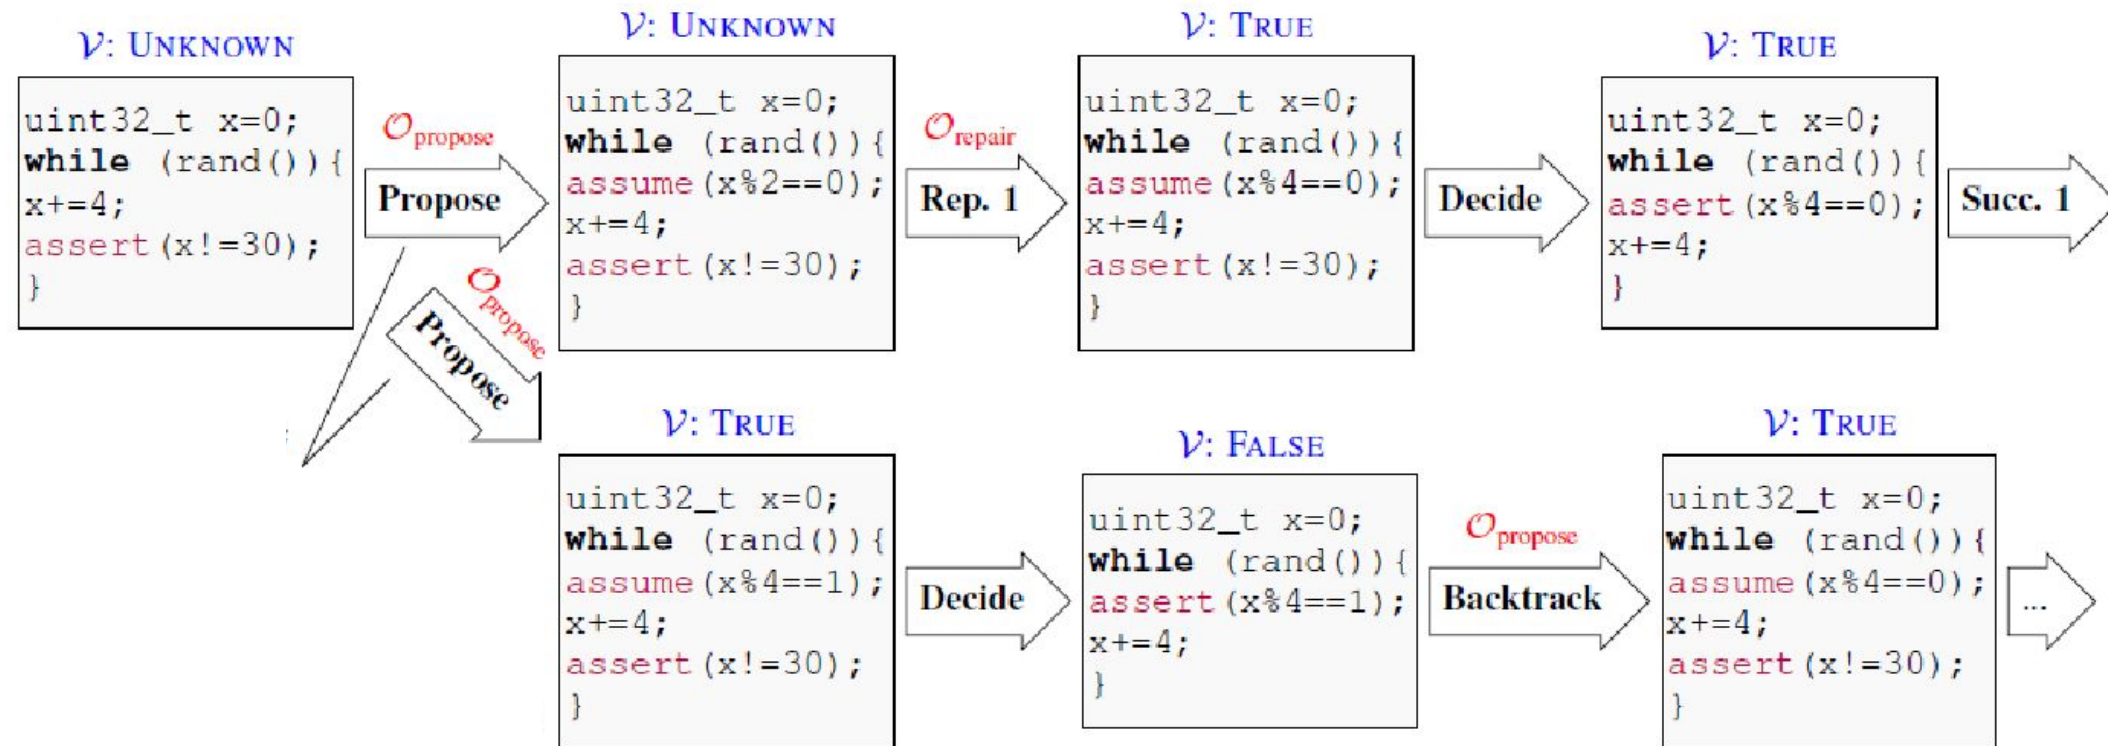 𝒱: UNKNOWN
uint32_t x=0;
while (rand()){
x+=4;
assert(x!=30);
}
𝒪propose
Propose
𝒱: UNKNOWN
uint32_t x=0;
while (rand()){
assume(x%2==0);
x+=4;
assert(x!=30);
}
𝒪repair
Rep. 1
𝒱: TRUE
uint32_t x=0;
while (rand()){
assume(x%4==0);
x+=4;
assert(x!=30);
}
Decide
𝒱: TRUE
uint32_t x=0;
while (rand()){
assert(x%4==0);
x+=4;
}
Succ. 1
𝒪propose
Propose
𝒱: TRUE
uint32_t x=0;
while (rand()){
assume(x%4==1);
x+=4;
assert(x!=30);
}
Decide
𝒱: FALSE
uint32_t x=0;
while (rand()){
assert(x%4==1);
x+=4;
}
𝒪propose
Backtrack
𝒱: TRUE
uint32_t x=0;
while (rand()){
assume(x%4==0);
x+=4;
assert(x!=30);
}
...